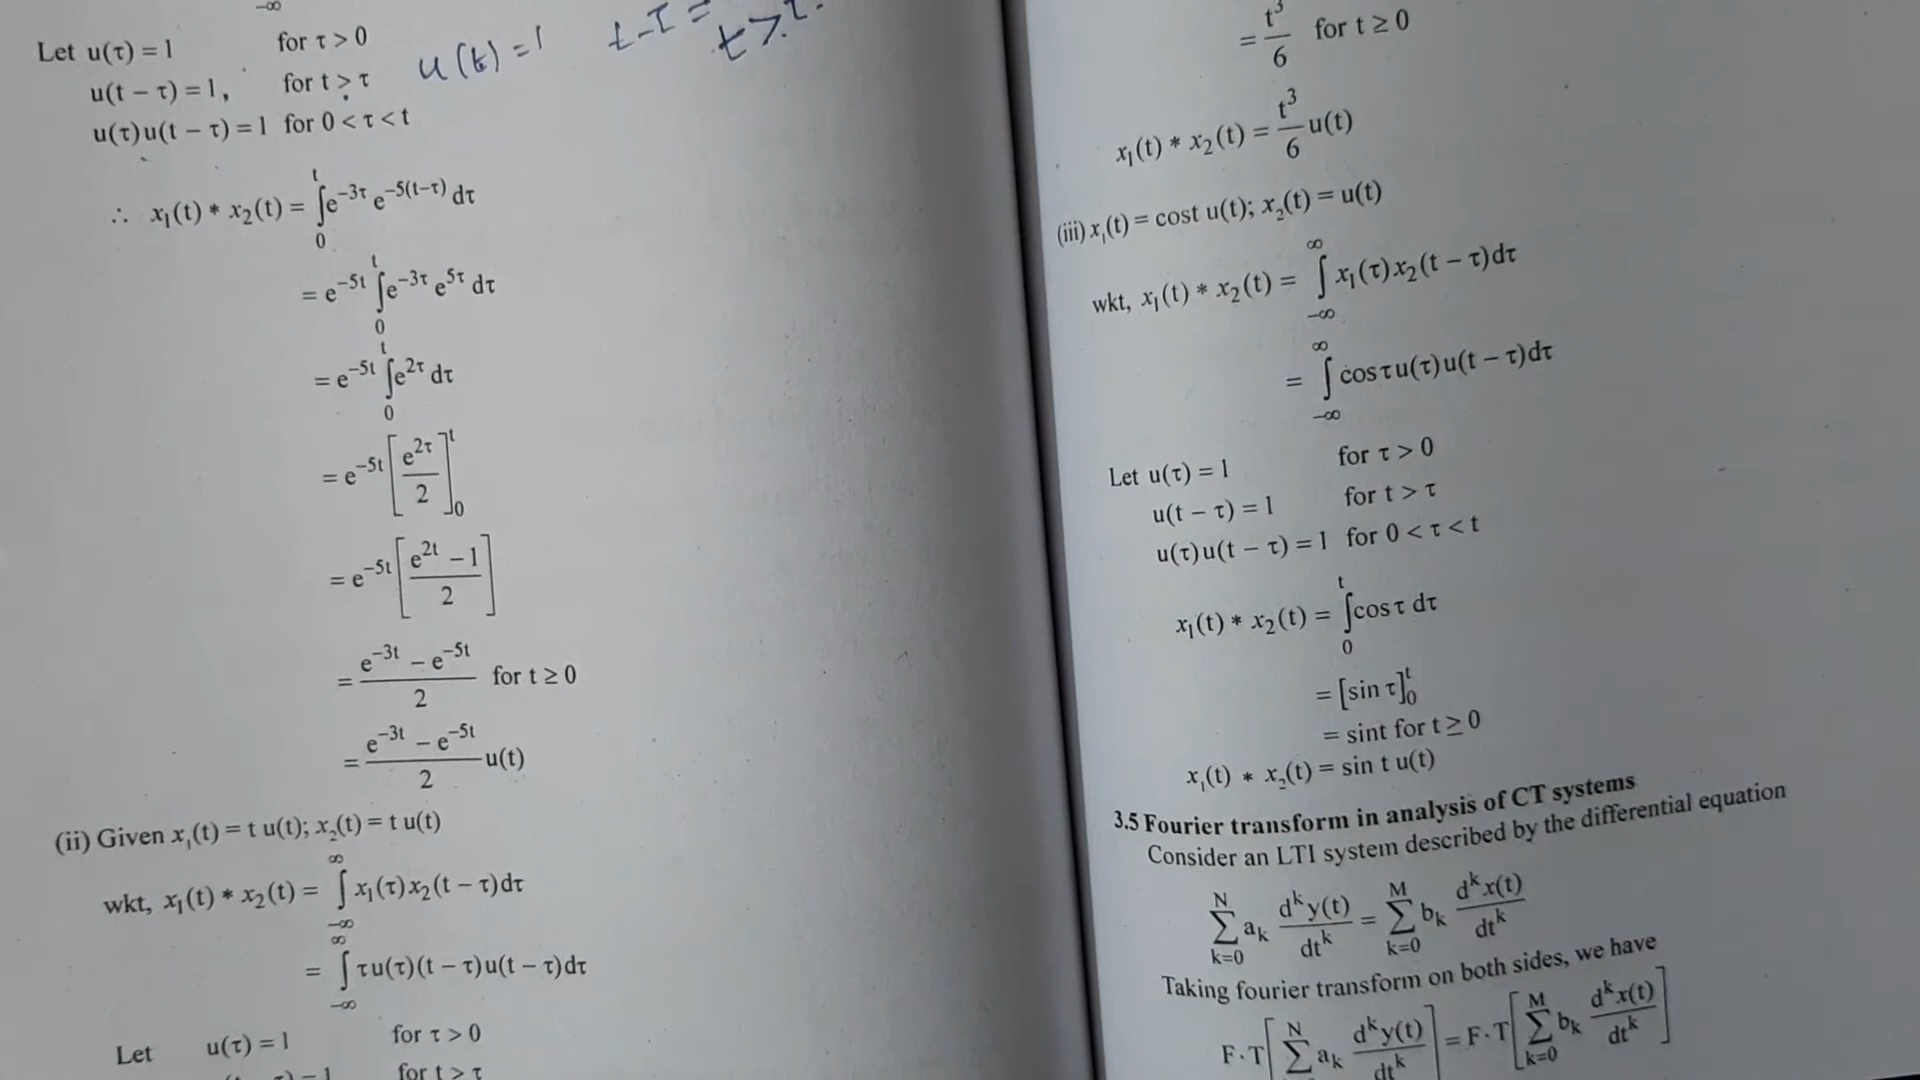 −∞
Let u(τ) = 1 for τ > 0
u(t − τ) = 1, for t > τ
u(τ)u(t − τ) = 1 for 0 < τ < t
u(t) = 1
t − τ =
t >
∴ x₁(t) * x₂(t) = ∫₀ᵗ e^{−3τ} e^{−5(t−τ)} dτ
= e^{−5t} ∫₀ᵗ e^{−3τ} e^{5τ} dτ
= e^{−5t} ∫₀ᵗ e^{2τ} dτ
= e^{−5t} [e^{2τ}/2]₀ᵗ
= e^{−5t} [(e^{2t} − 1)/2]
= (e^{−3t} − e^{−5t})/2 for t ≥ 0
= (e^{−3t} − e^{−5t})/2 u(t)
(ii) Given x₁(t) = t u(t); x₂(t) = t u(t)
wkt, x₁(t) * x₂(t) = ∫_{−∞}^{∞} x₁(τ)x₂(t − τ)dτ
= ∫_{−∞}^{∞} τu(τ)(t − τ)u(t − τ)dτ
Let u(τ) = 1 for τ > 0
for t > τ
= t³/6 for t ≥ 0
x₁(t) * x₂(t) = t³/6 u(t)
(iii) x₁(t) = cost u(t); x₂(t) = u(t)
wkt, x₁(t) * x₂(t) = ∫_{−∞}^{∞} x₁(τ)x₂(t − τ)dτ
= ∫_{−∞}^{∞} cosτu(τ)u(t − τ)dτ
Let u(τ) = 1 for τ > 0
u(t − τ) = 1 for t > τ
u(τ)u(t − τ) = 1 for 0 < τ < t
x₁(t) * x₂(t) = ∫₀ᵗ cosτ dτ
= [sin τ]₀ᵗ
= sint for t ≥ 0
x₁(t) * x₂(t) = sin t u(t)
3.5 Fourier transform in analysis of CT systems
Consider an LTI system described by the differential equation
∑_{k=0}^{N} a_k d^k y(t)/dt^k = ∑_{k=0}^{M} b_k d^k x(t)/dt^k
Taking fourier transform on both sides, we have
F·T[∑^{N} a_k d^k y(t)/dt^k] = F·T[∑_{k=0}^{M} b_k d^k x(t)/dt^k]